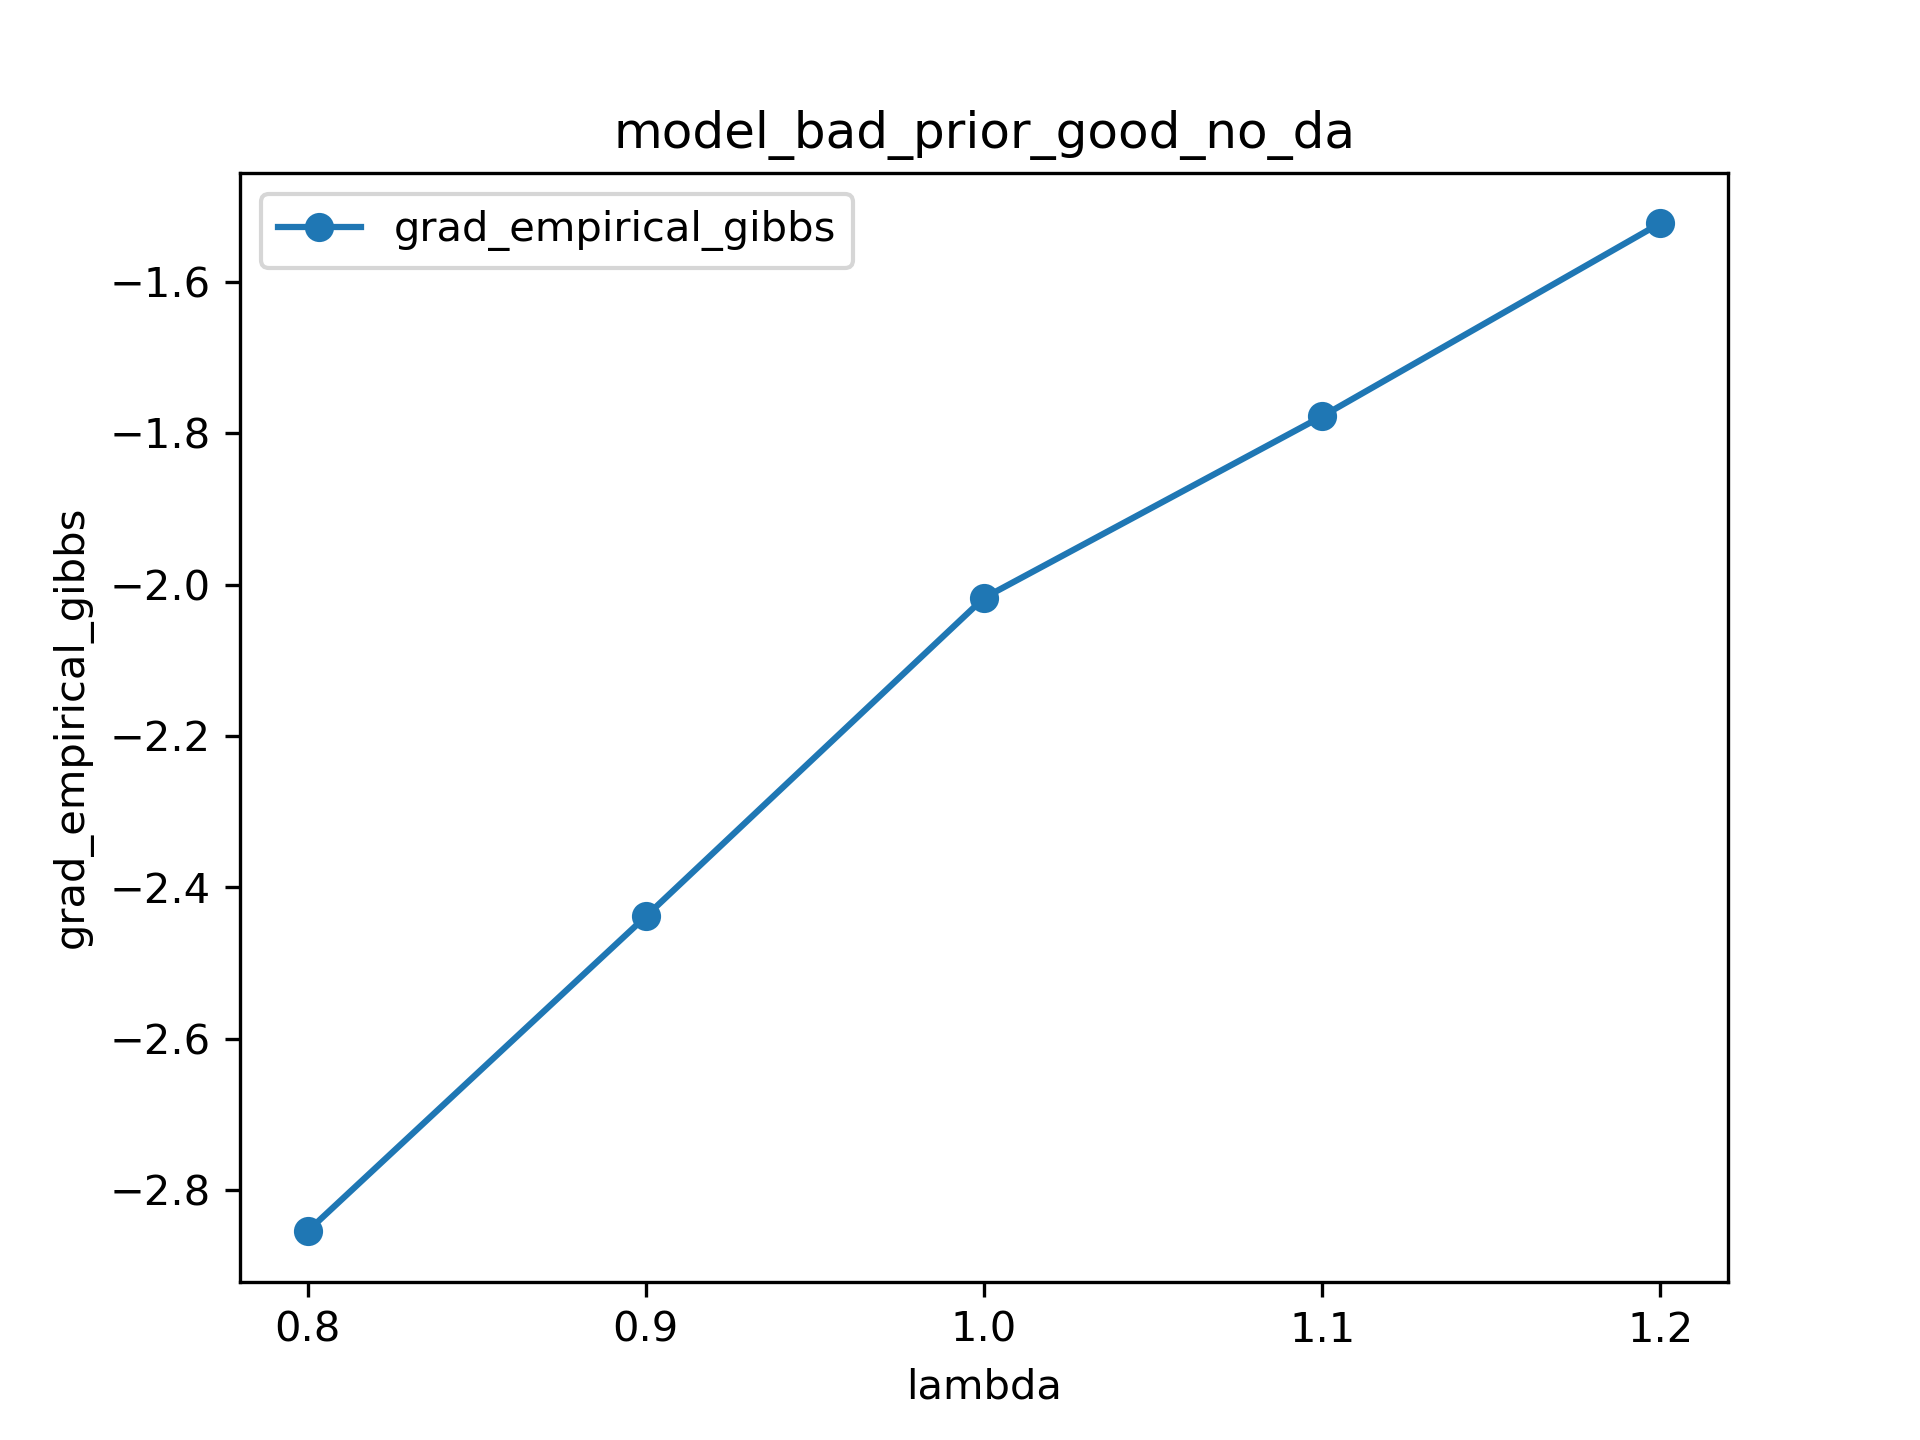 model_bad_prior_good_no_da
grad_empirical_gibbs
grad_empirical_gibbs
−1.6
−1.8
−2.0
−2.2
−2.4
−2.6
−2.8
0.8 0.9 1.0 1.1 1.2
lambda